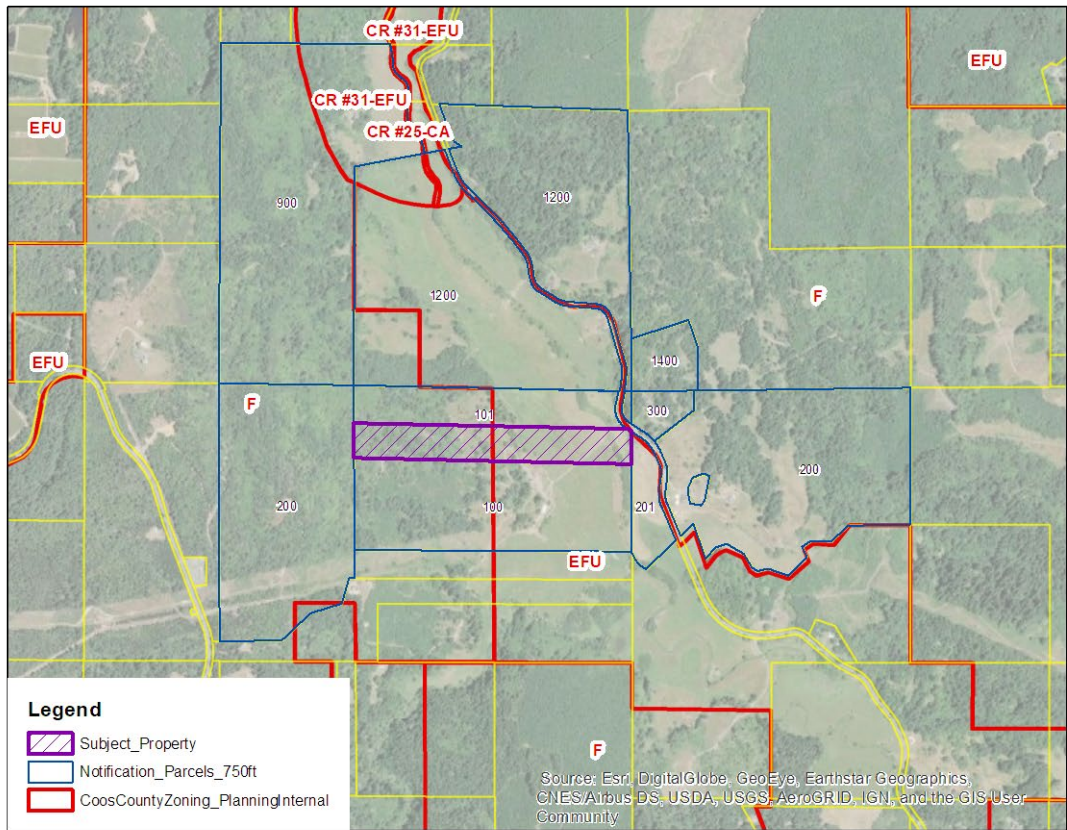 CR #31-EFU
EFU
CR #31-EFU
EFU
CR #25-CA
1200
900
1200
F
EFU
1400
F
101
300
200
200
100
201
EFU
F
Legend
Subject_Property
Notification_Parcels_750ft
CoosCountyZoning_PlanningInternal
Source: Esri, DigitalGlobe, GeoEye, Earthstar Geographics,
CNES/Airbus DS, USDA, USGS, AeroGRID, IGN, and the GIS User
Community